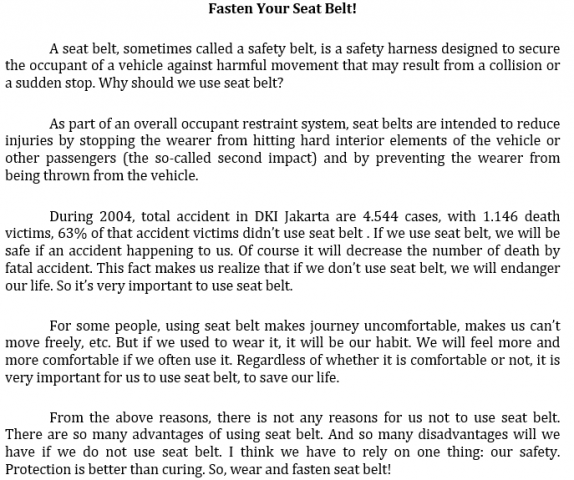 Fasten Your Seat Belt!
A seat belt, sometimes called a safety belt, is a safety harness designed to secure
the occupant of a vehicle against harmful movement that may result from a collision or
a sudden stop. Why should we use seat belt?
As part of an overall occupant restraint system, seat belts are intended to reduce
injuries by stopping the wearer from hitting hard interior elements of the vehicle or
other passengers (the so-called second impact) and by preventing the wearer from
being thrown from the vehicle.
During 2004, total accident in DKI Jakarta are 4.544 cases, with 1.146 death
victims, 63% of that accident victims didn't use seat belt . If we use seat belt, we will be
safe if an accident happening to us. Of course it will decrease the number of death by
fatal accident. This fact makes us realize that if we don't use seat belt, we will endanger
our life. So it's very important to use seat belt.
For some people, using seat belt makes journey uncomfortable, makes us can't
move freely, etc. But if we used to wear it, it will be our habit. We will feel more and
more comfortable if we often use it. Regardless of whether it is comfortable or not, it is
very important for us to use seat belt, to save our life.
From the above reasons, there is not any reasons for us not to use seat belt.
There are so many advantages of using seat belt. And so many disadvantages will we
have if we do not use seat belt. I think we have to rely on one thing: our safety.
Protection is better than curing. So, wear and fasten seat belt!